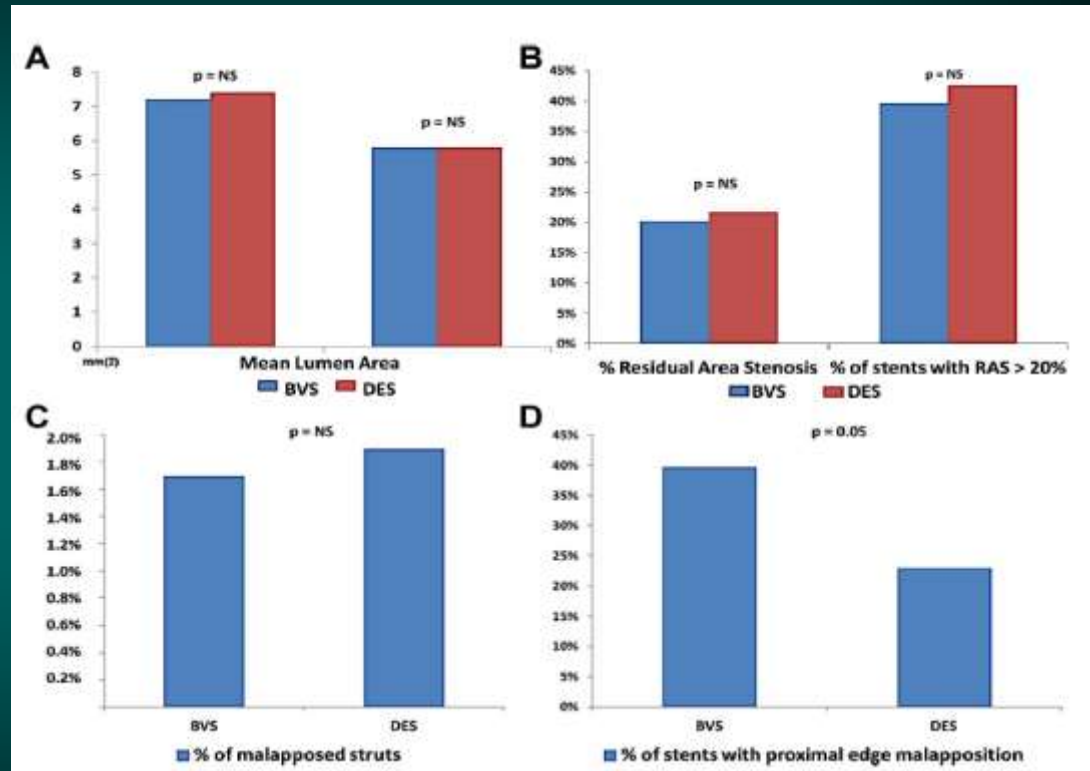 A
p = NS
p = NS
8
7
6
5
4
3
2
1
0
mm(2)
Mean Lumen Area
BVS DES
B
p = NS
p = NS
45%
40%
35%
30%
25%
20%
15%
10%
5%
0%
% Residual Area Stenosis % of stents with RAS > 20%
BVS DES
C
p = NS
2.0%
1.8%
1.6%
1.4%
1.2%
1.0%
0.8%
0.6%
0.4%
0.2%
BVS DES
% of malapposed struts
D
p = 0.05
45%
40%
35%
30%
25%
20%
15%
10%
5%
0%
BVS DES
% of stents with proximal edge malapposition